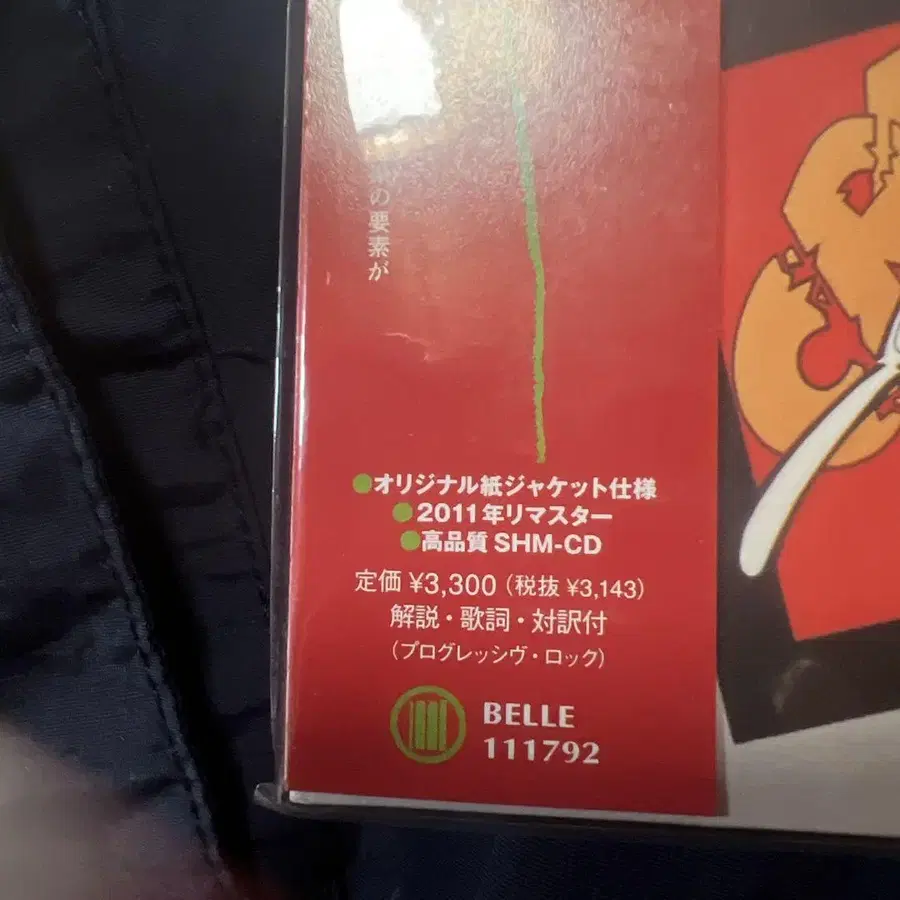 の要素が
●オリジナル紙ジャケット仕様
●2011年リマスター
●高品質 SHM-CD
定価 ¥3,300（税抜 ¥3,143）
解説・歌詞・対訳付
（プログレッシヴ・ロック）
BELLE
111792